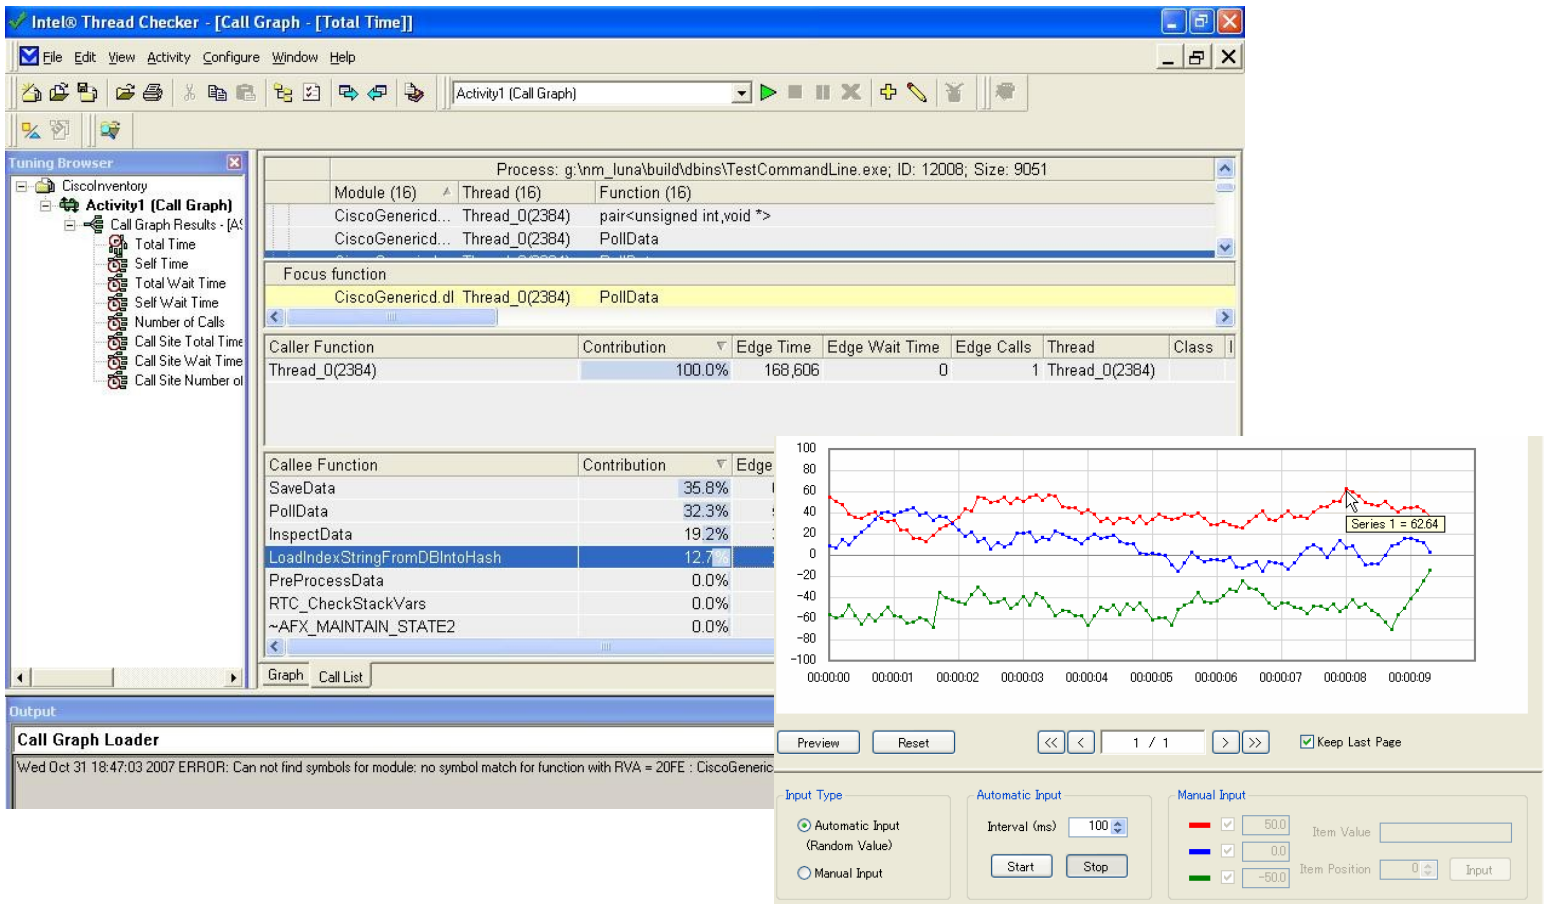 Intel® Thread Checker - [Call Graph - [Total Time]]
File Edit View Activity Configure Window Help
Activity1 (Call Graph)
Tuning Browser
CiscoInventory
Activity1 (Call Graph)
Call Graph Results - [A
Total Time
Self Time
Total Wait Time
Self Wait Time
Number of Calls
Call Site Total Time
Call Site Wait Time
Call Site Number of
Process: g:\nm_luna\build\dbins\TestCommandLine.exe; ID: 12008; Size: 9051
Module (16) Thread (16) Function (16)
CiscoGenericd... Thread_0(2384) pair<unsigned int,void *>
CiscoGenericd... Thread_0(2384) PollData
Focus function
CiscoGenericd.dl Thread_0(2384) PollData
Caller Function Contribution Edge Time Edge Wait Time Edge Calls Thread Class
Thread_0(2384) 100.0% 168,606 0 1 Thread_0(2384)
Callee Function Contribution Edge
SaveData 35.8%
PollData 32.3%
InspectData 19.2%
LoadIndexStringFromDBIntoHash 12.7%
PreProcessData 0.0%
RTC_CheckStackVars 0.0%
~AFX_MAINTAIN_STATE2 0.0%
Graph Call List
Output
Call Graph Loader
Wed Oct 31 18:47:03 2007 ERROR: Can not find symbols for module: no symbol match for function with RVA = 20FE : CiscoGeneric
100
80
60
40
20
0
-20
-40
-60
-80
-100
Series 1 = 62.64
00:00:00 00:00:01 00:00:02 00:00:03 00:00:04 00:00:05 00:00:06 00:00:07 00:00:08 00:00:09
Preview Reset << < 1 / 1 > >> Keep Last Page
Input Type
Automatic Input
(Random Value)
Manual Input
Automatic Input
Interval (ms) 100
Start Stop
Manual Input
50.0
0.0
-50.0
Item Value
Item Position 0 Input